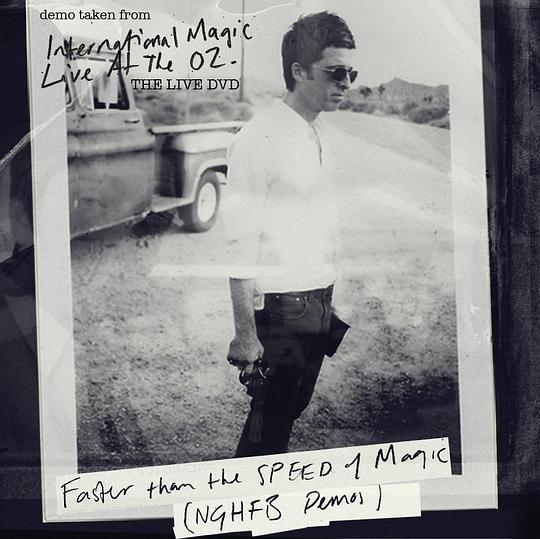 demo taken from
International Magic
Live At The O2.
THE LIVE DVD
Faster than the SPEED of Magic
(NGHFB Demos)